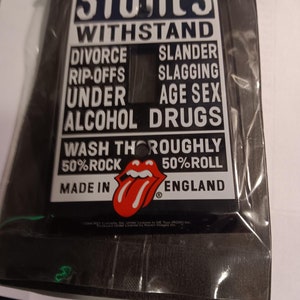 STONES
WITHSTAND
DIVORCE SLANDER
RIP-OFFS SLAGGING
UNDER AGE SEX
ALCOHOL DRUGS
WASH THOROUGHLY
50%ROCK 50%ROLL
MADE IN ENGLAND
®